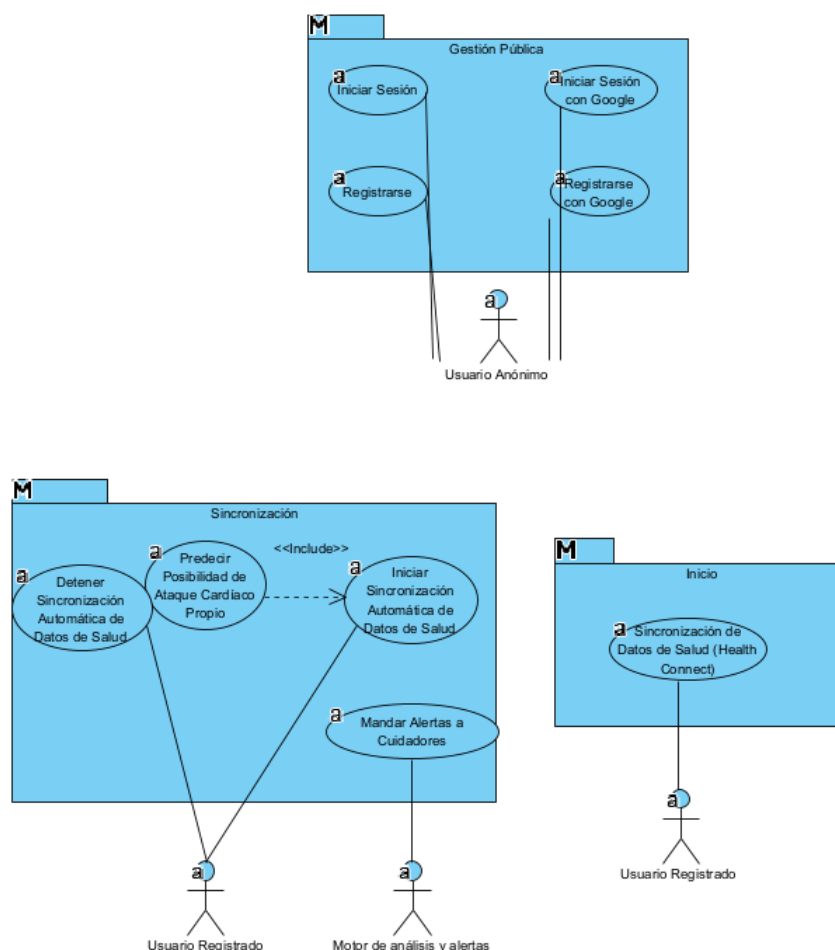 M
Gestión Pública
a
Iniciar Sesión
a
Iniciar Sesión
con Google
a
Registrarse
a
Registrarse
con Google
a
Usuario Anónimo
M
Sincronización
a
Detener
Sincronización
Automática de
Datos de Salud
a
Predecir
Posibilidad de
Ataque Cardíaco
Propio
<<Include>>
a
Iniciar
Sincronización
Automática de
Datos de Salud
a
Mandar Alertas a
Cuidadores
a
Usuario Registrado
a
Motor de análisis y alertas
M
Inicio
a
Sincronización de
Datos de Salud (Health
Connect)
a
Usuario Registrado